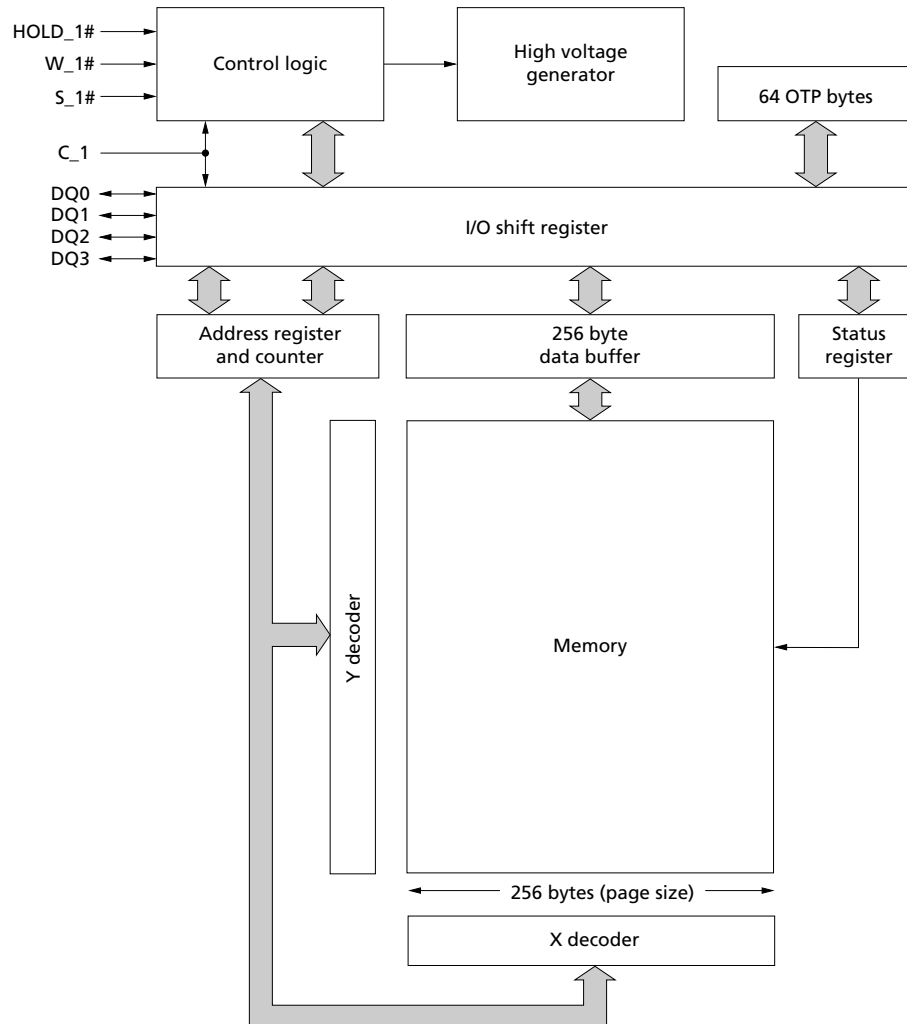 HOLD_1#
W_1#
S_1#
Control logic
High voltage
generator
64 OTP bytes
C_1
DQ0
DQ1
DQ2
DQ3
I/O shift register
Address register
and counter
256 byte
data buffer
Status
register
Y decoder
Memory
256 bytes (page size)
X decoder